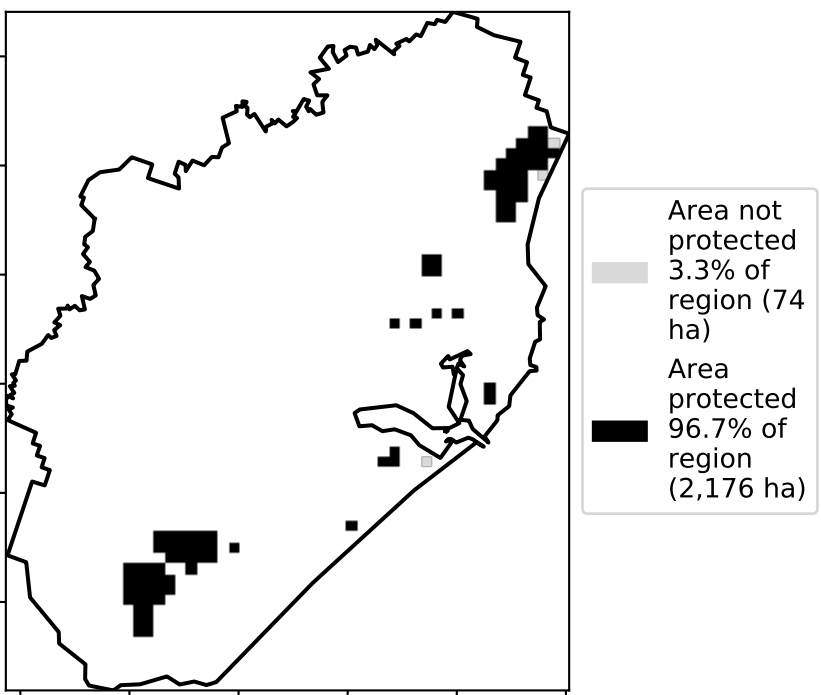 Area not
protected
3.3% of
region (74
ha)
Area
protected
96.7% of
region
(2,176 ha)